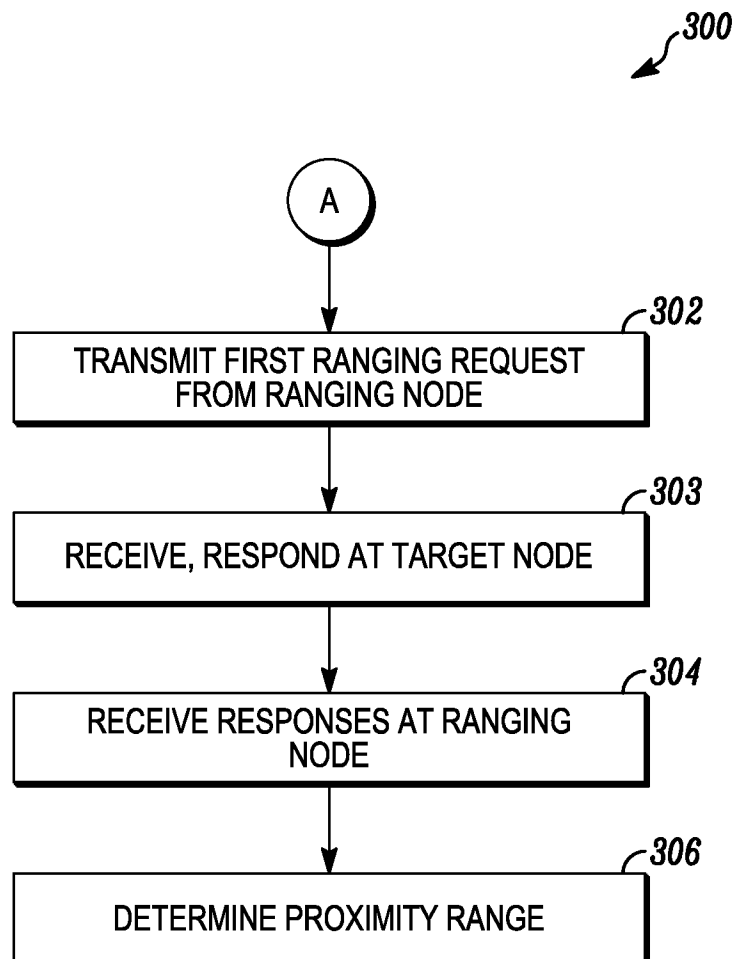 300
A
302
TRANSMIT FIRST RANGING REQUEST
FROM RANGING NODE
303
RECEIVE, RESPOND AT TARGET NODE
304
RECEIVE RESPONSES AT RANGING
NODE
306
DETERMINE PROXIMITY RANGE